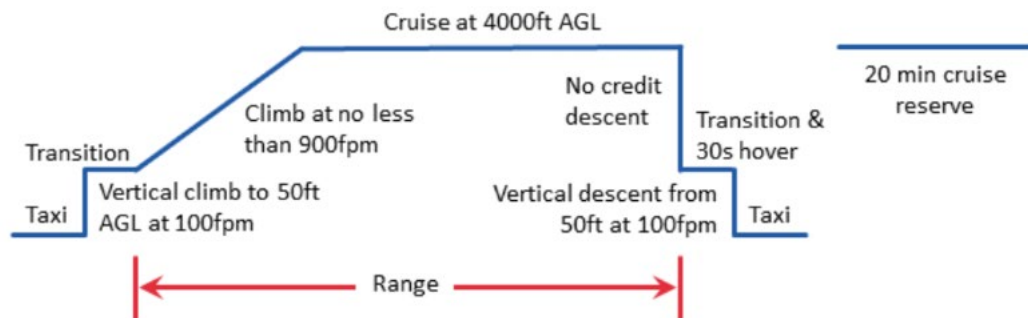 Cruise at 4000ft AGL
No credit
descent
20 min cruise
reserve
Climb at no less
than 900fpm
Transition &
30s hover
Transition
Vertical climb to 50ft
AGL at 100fpm
Vertical descent from
50ft at 100fpm
Taxi
Taxi
Range